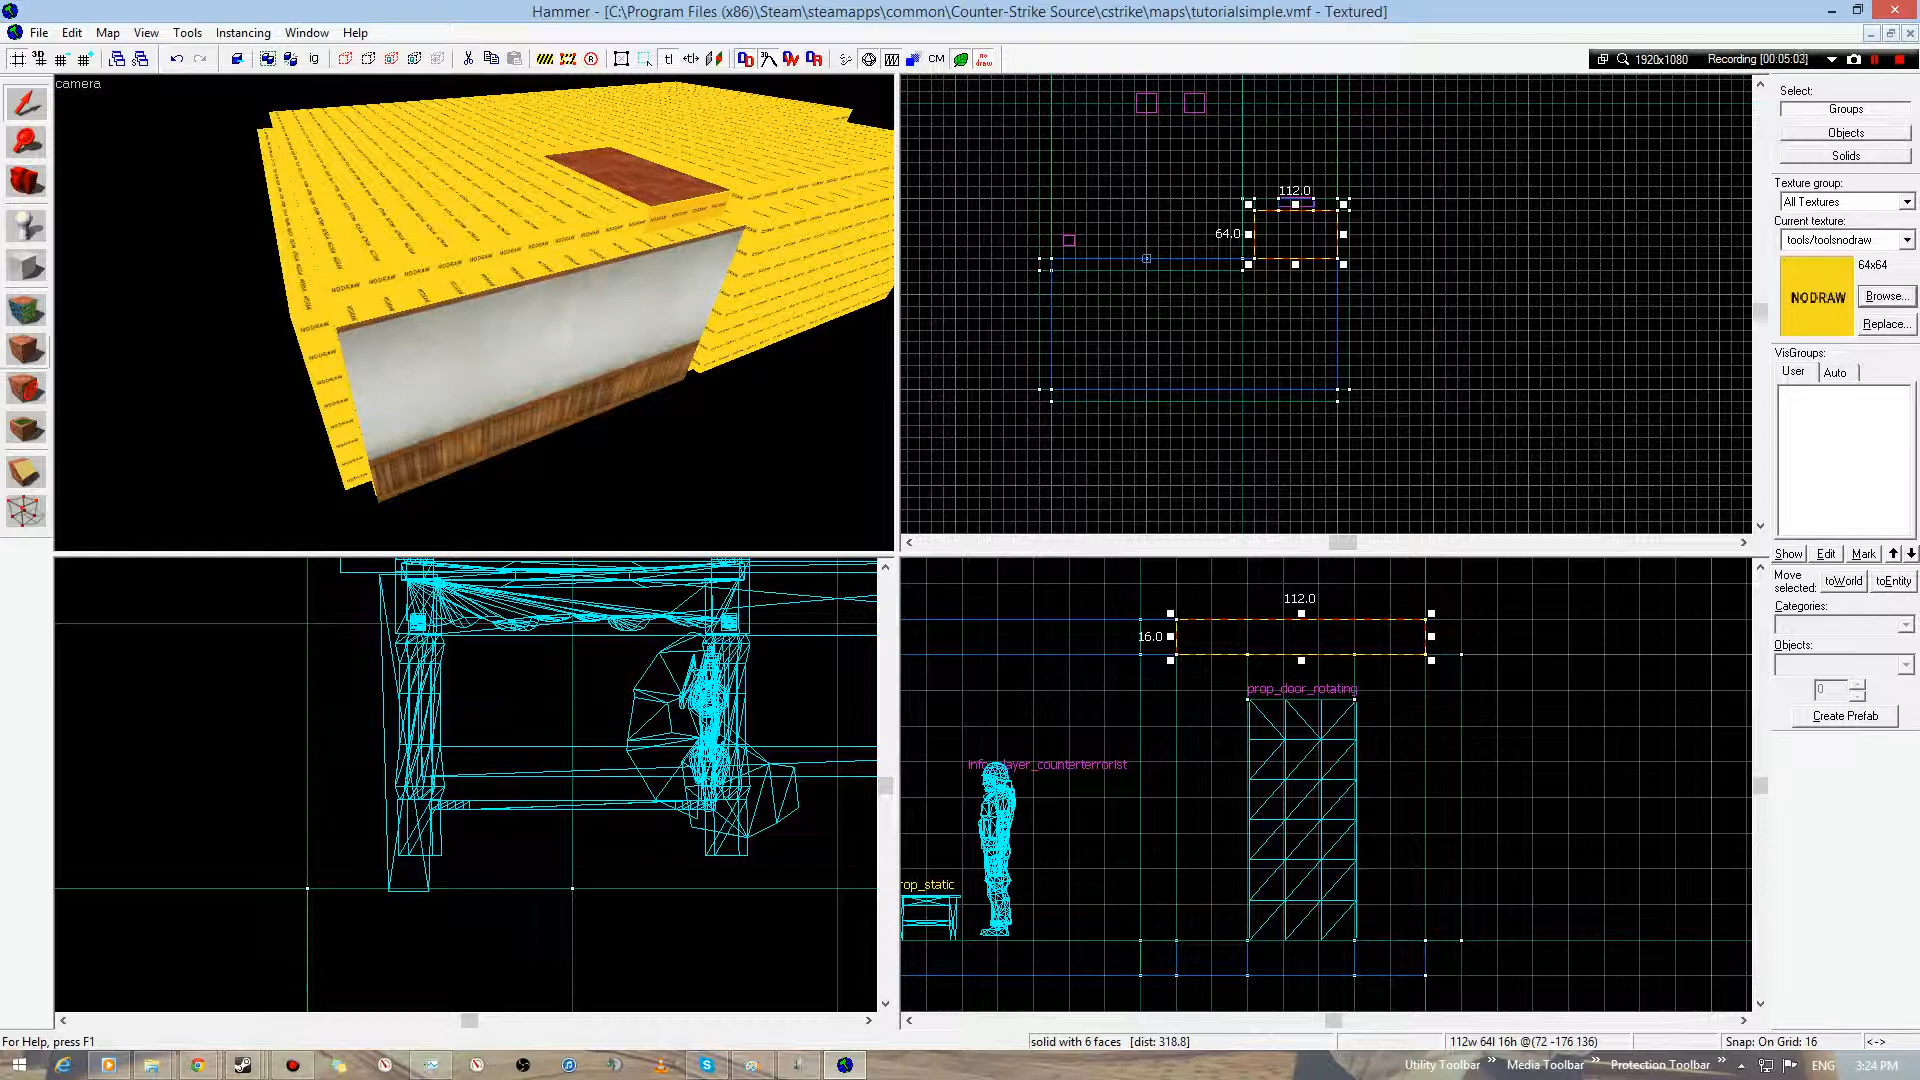 Hammer - [C:\Program Files (x86)\Steam\steamapps\common\Counter-Strike Source\cstrike\maps\tutorialsimple.vmf - Textured]
File Edit Map View Tools Instancing Window Help
1920x1080 Recording [00:05:03]
camera
Select:
Groups
Objects
Solids
Texture group:
All Textures
Current texture:
tools/toolsnodraw
64x64
NODRAW
Browse...
Replace...
VisGroups:
User Auto
Show Edit Mark
Move selected: toWorld toEntity
Categories:
Objects:
0
Create Prefab
112.0
64.0
112.0
16.0
prop_door_rotating
rop_static
For Help, press F1
solid with 6 faces [dist: 318.8]
112w 64l 16h @(72 -176 136)
Snap: On Grid: 16
<->
Utility Toolbar Media Toolbar Protection Toolbar ENG 3:24 PM